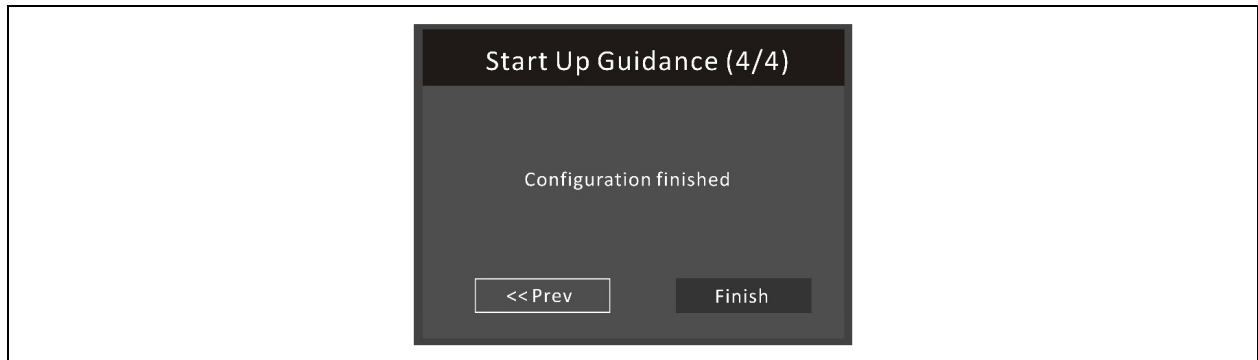 Start Up Guidance (4/4)
Configuration finished
<< Prev
Finish